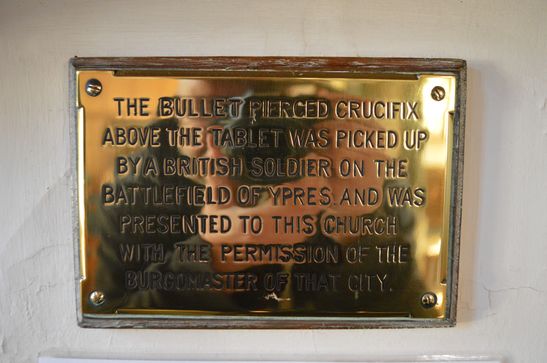 THE BULLET PIERCED CRUCIFIX
ABOVE THE TABLET WAS PICKED UP
BY A BRITISH SOLDIER ON THE
BATTLEFIELD OF YPRES. AND WAS
PRESENTED TO THIS CHURCH
WITH THE PERMISSION OF THE
BURGOMASTER OF THAT CITY.